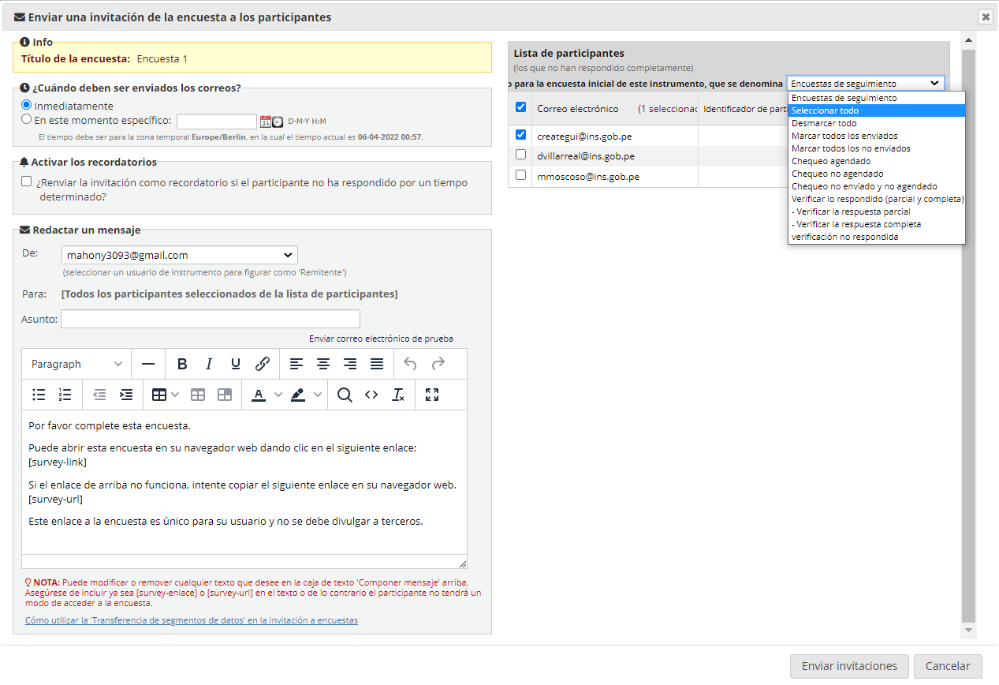 Enviar una invitación de la encuesta a los participantes
Info
Título de la encuesta: Encuesta 1
¿Cuándo deben ser enviados los correos?
Inmediatamente
En este momento específico:
31
D-M-Y H:M
El tiempo debe ser para la zona temporal Europe/Berlin, en la cual el tiempo actual es 06-04-2022 00:57.
Activar los recordatorios
¿Renviar la invitación como recordatorio si el participante no ha respondido por un tiempo
determinado?
Redactar un mensaje
De:
mahony3093@gmail.com
(seleccionar un usuario de instrumento para figurar como 'Remitente')
Para: [Todos los participantes seleccionados de la lista de participantes]
Asunto:
Enviar correo electrónico de prueba
Paragraph
B I U
A
Por favor complete esta encuesta.
Puede abrir esta encuesta en su navegador web dando clic en el siguiente enlace:
[survey-link]
Si el enlace de arriba no funciona, intente copiar el siguiente enlace en su navegador web.
[survey-url]
Este enlace a la encuesta es único para su usuario y no se debe divulgar a terceros.
NOTA: Puede modificar o remover cualquier texto que desee en la caja de texto 'Componer mensaje' arriba.
Asegúrese de incluir ya sea [survey-enlace] o [survey-url] en el texto o de lo contrario el participante no tendrá un
modo de acceder a la encuesta.
Cómo utilizar la 'Transferencia de segmentos de datos' en la invitación a encuestas
Lista de participantes
(los que no han respondido completamente)
o para la encuesta inicial de este instrumento, que se denomina
Encuestas de seguimiento
Correo electrónico (1 seleccionad
Identificador de parti
creategui@ins.gob.pe
dvillarreal@ins.gob.pe
mmoscoso@ins.gob.pe
Encuestas de seguimiento
Seleccionar todo
Desmarcar todo
Marcar todos los enviados
Marcar todos los no enviados
Chequeo agendado
Chequeo no agendado
Chequeo no enviado y no agendado
Verificar lo respondido (parcial y completa)
- Verificar la respuesta parcial
- Verificar la respuesta completa
verificación no respondida
Enviar invitaciones
Cancelar